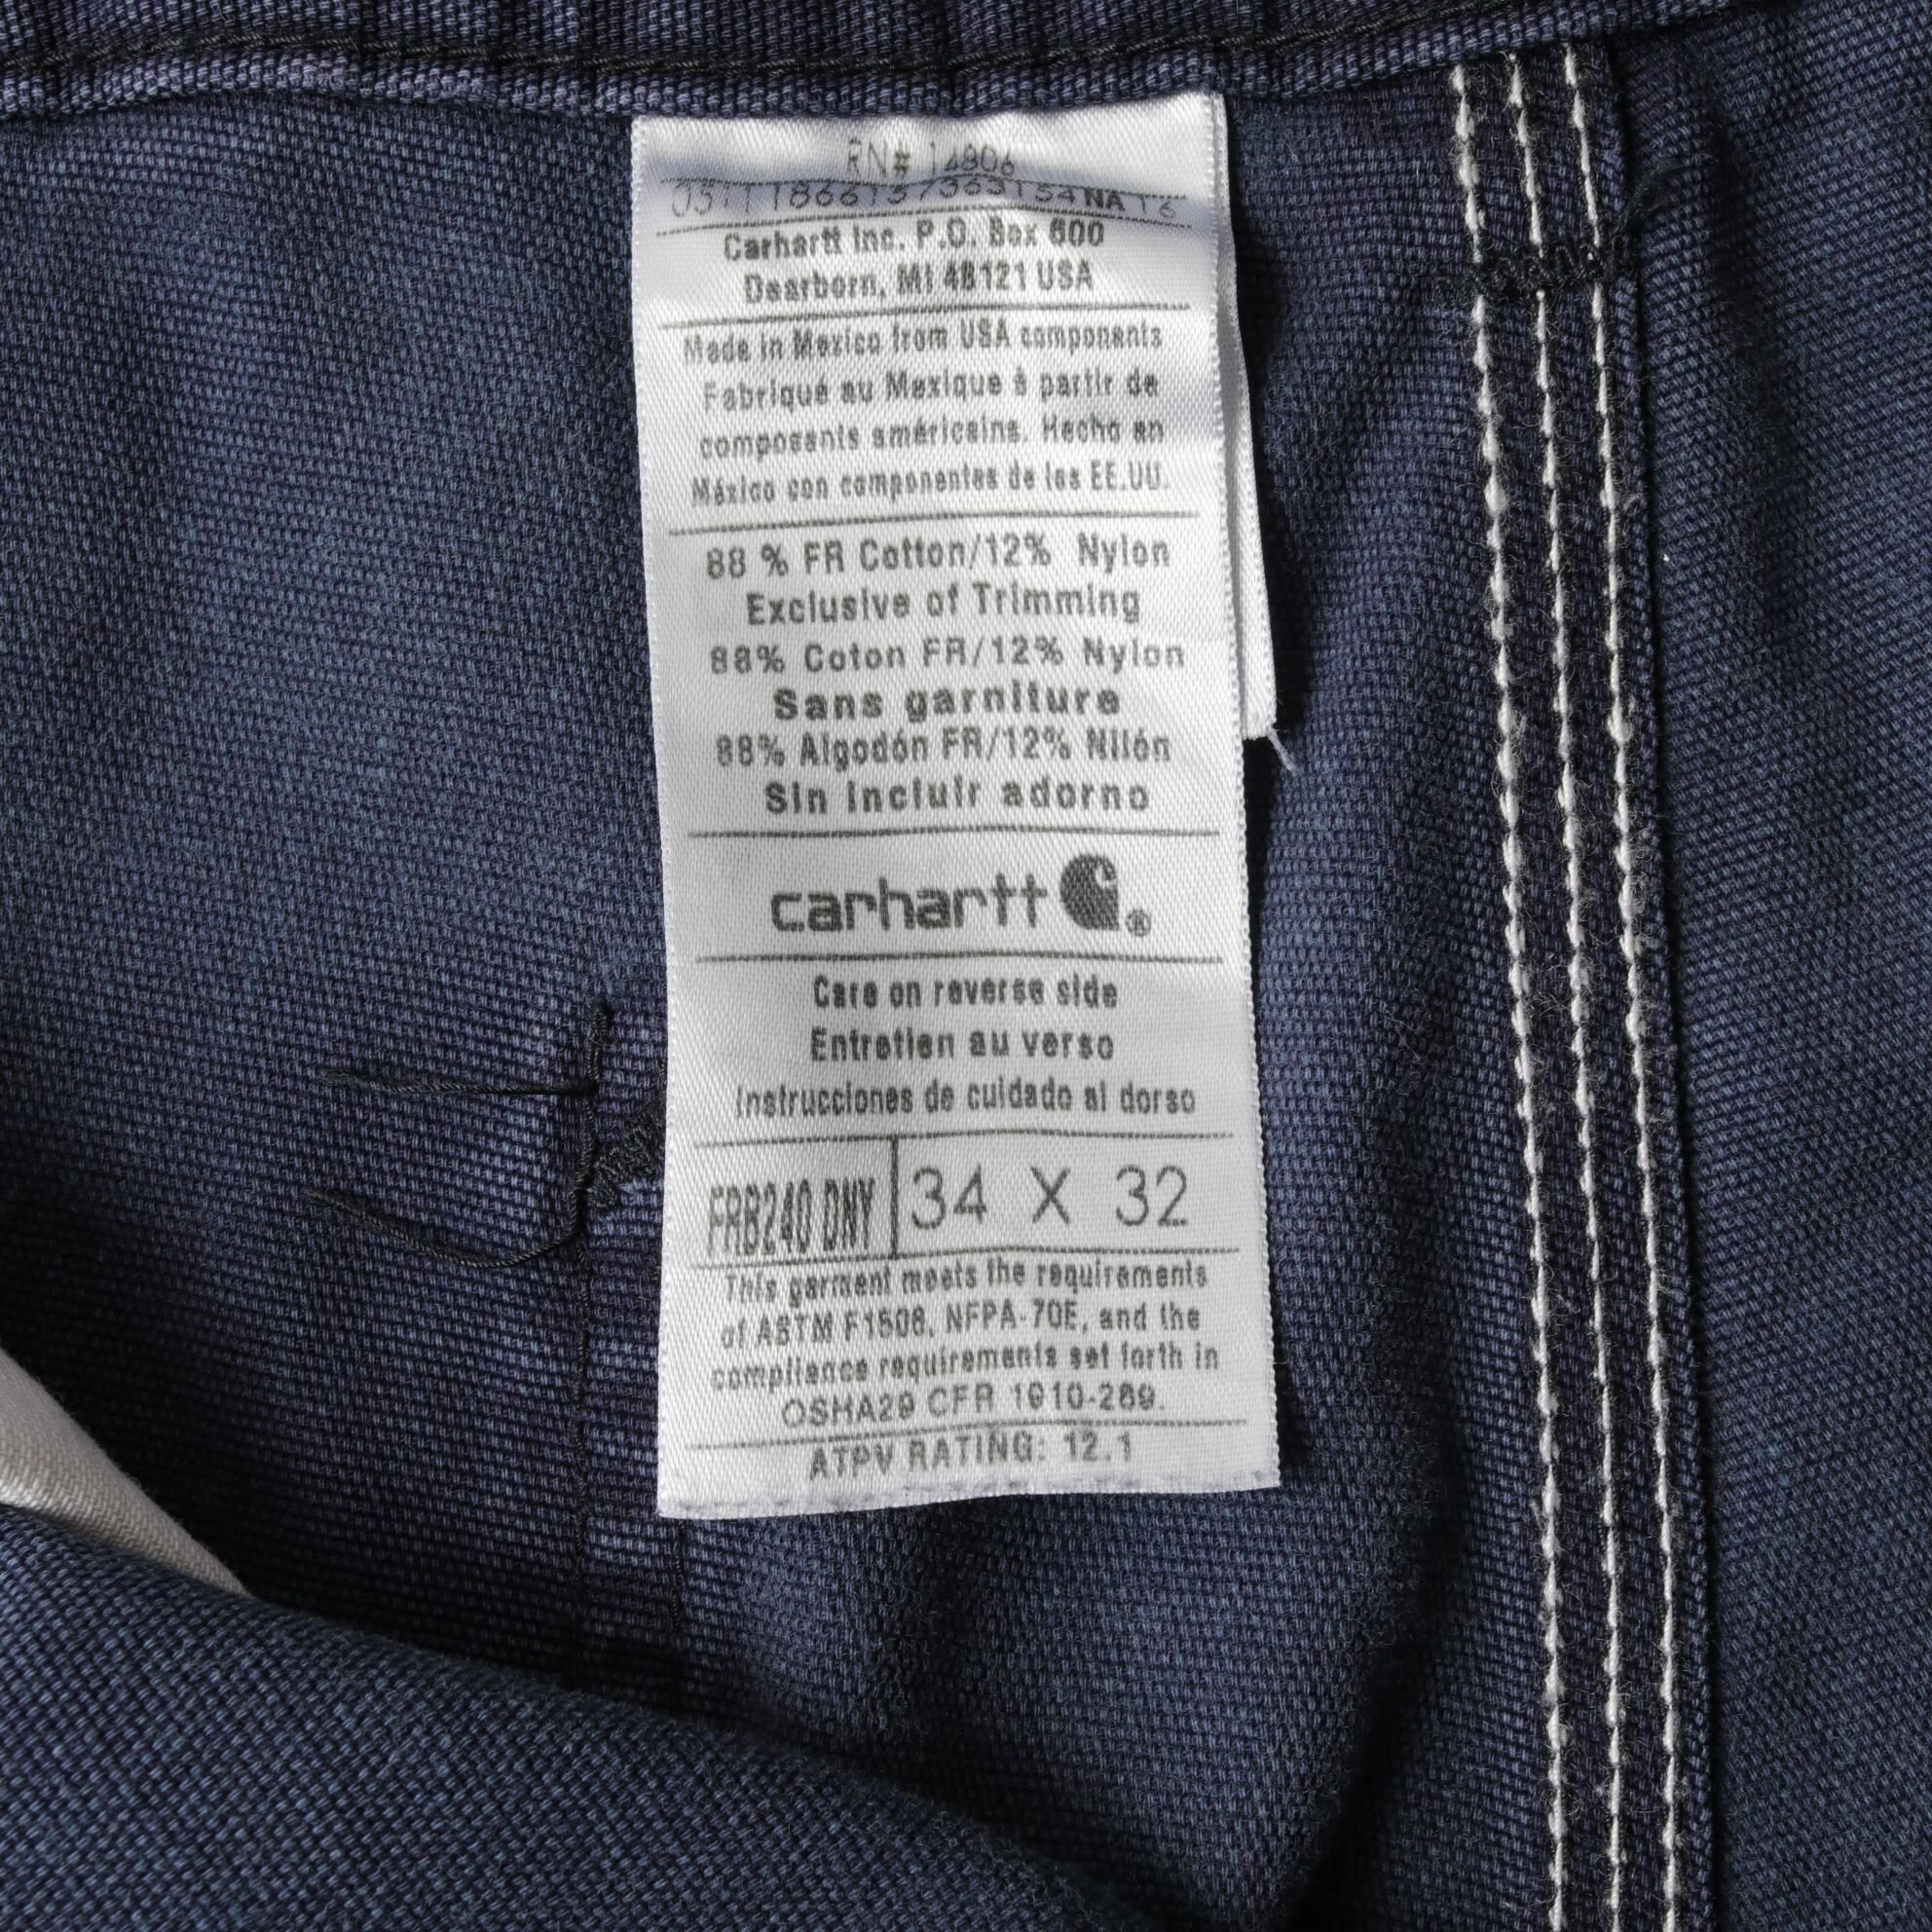 RN# 14806
NA 16
Carhartt Inc. P.O. Box 600
Dearborn, MI 48121 USA
Made in Mexico from USA components
Fabriqué au Mexique à partir de
composants américains. Hecho en
México con componentes de los EE.UU.
88 % FR Cotton/12% Nylon
Exclusive of Trimming
88% Coton FR/12% Nylon
Sans garniture
88% Algodón FR/12% Nilón
Sin incluir adorno
carhartt ®
Care on reverse side
Entretien au verso
Instrucciones de cuidado al dorso
FRB240 DNY 34 X 32
This garment meets the requirements
of ASTM F1506, NFPA-70E, and the
compliance requirements set forth in
OSHA29 CFR 1910-269.
ATPV RATING: 12.1